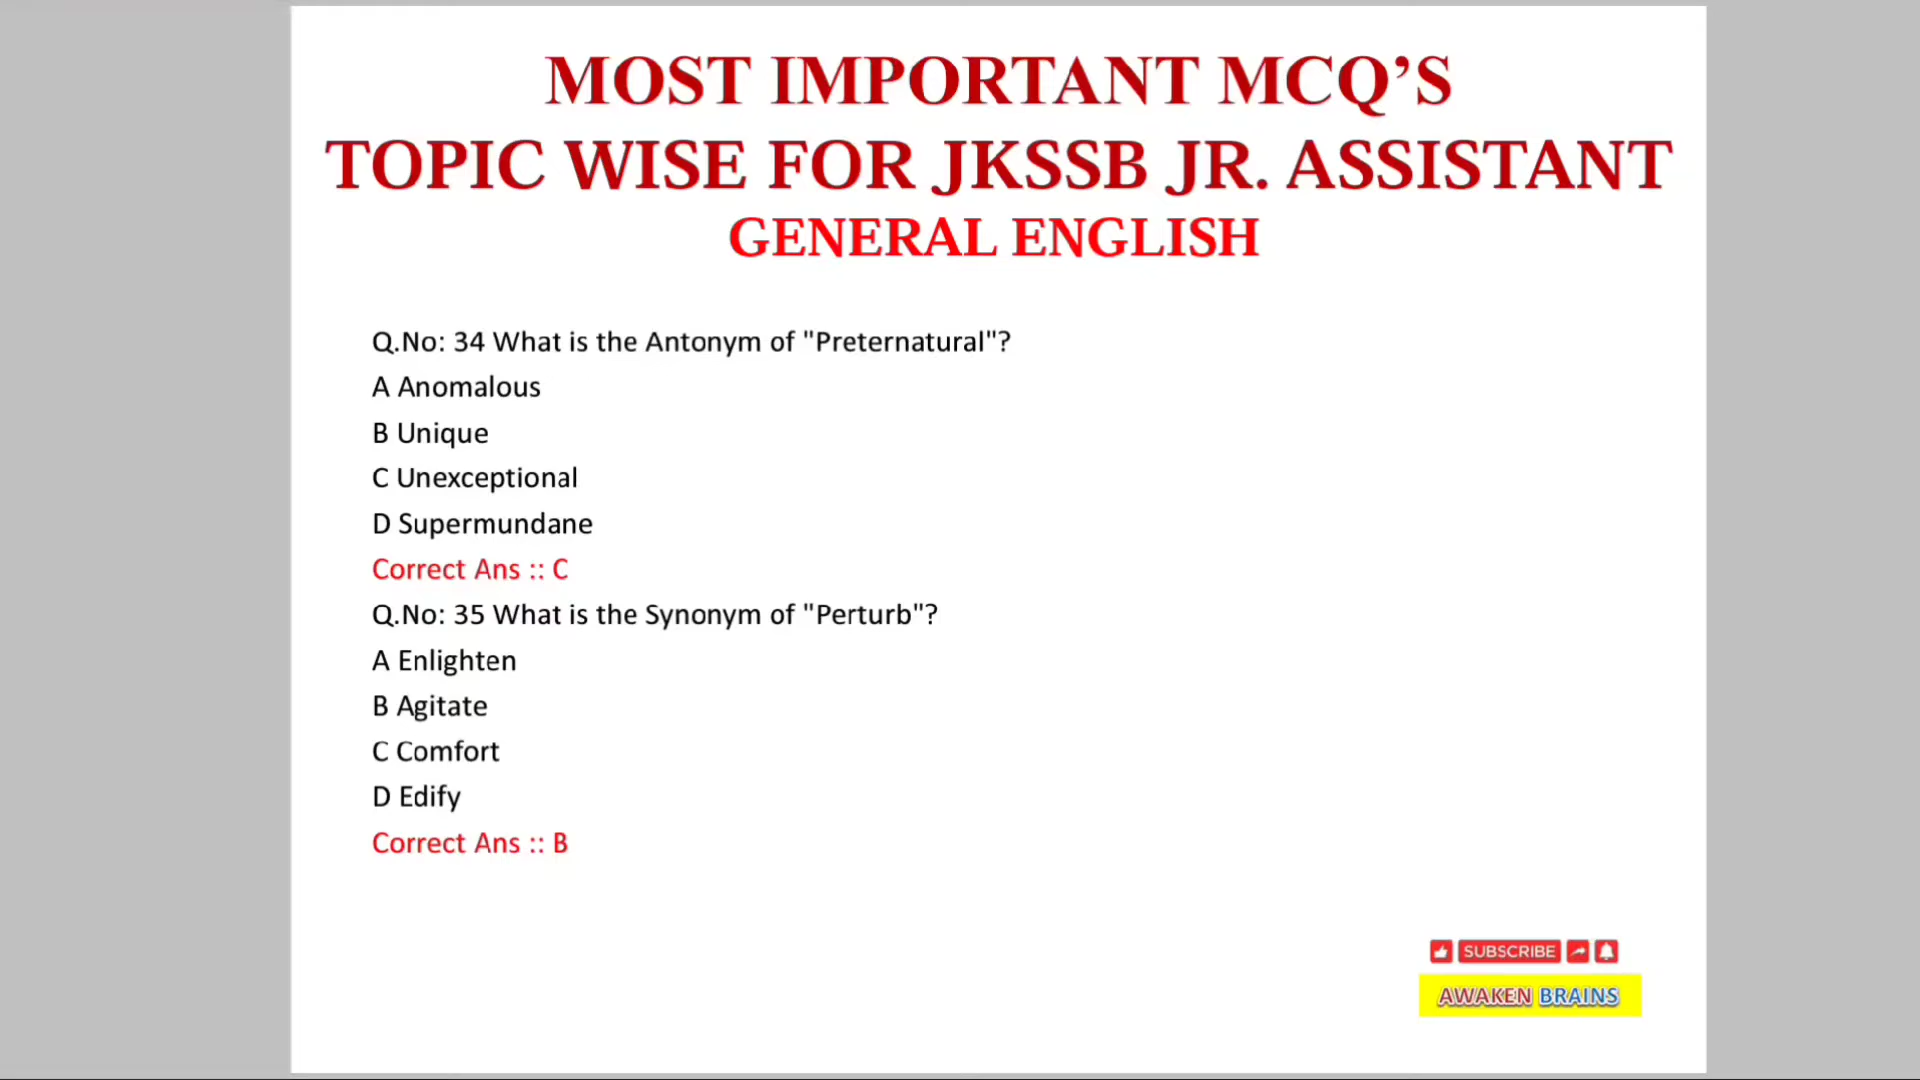 MOST IMPORTANT MCQ’S
TOPIC WISE FOR JKSSB JR. ASSISTANT
GENERAL ENGLISH
Q.No: 34 What is the Antonym of "Preternatural"?
A Anomalous
B Unique
C Unexceptional
D Supermundane
Correct Ans :: C
Q.No: 35 What is the Synonym of "Perturb"?
A Enlighten
B Agitate
C Comfort
D Edify
Correct Ans :: B
SUBSCRIBE
AWAKEN BRAINS